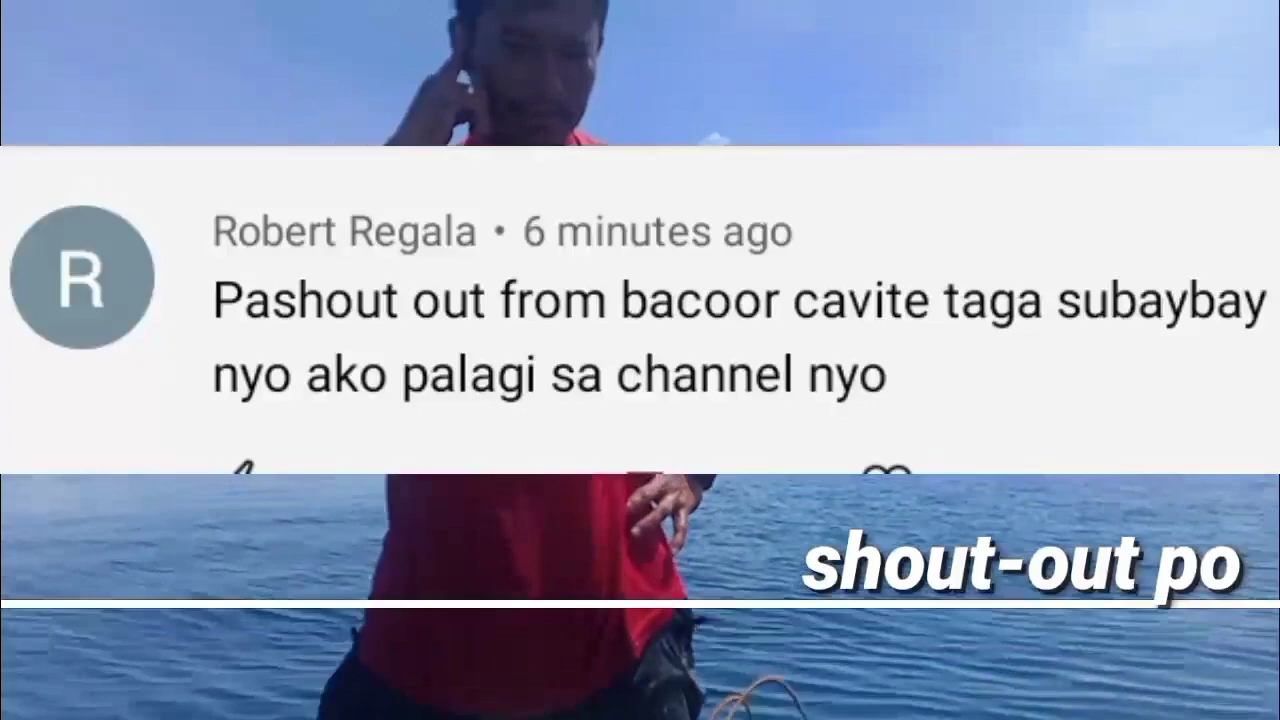 R
Robert Regala • 6 minutes ago
Pashout out from bacoor cavite taga subaybay
nyo ako palagi sa channel nyo
shout-out po